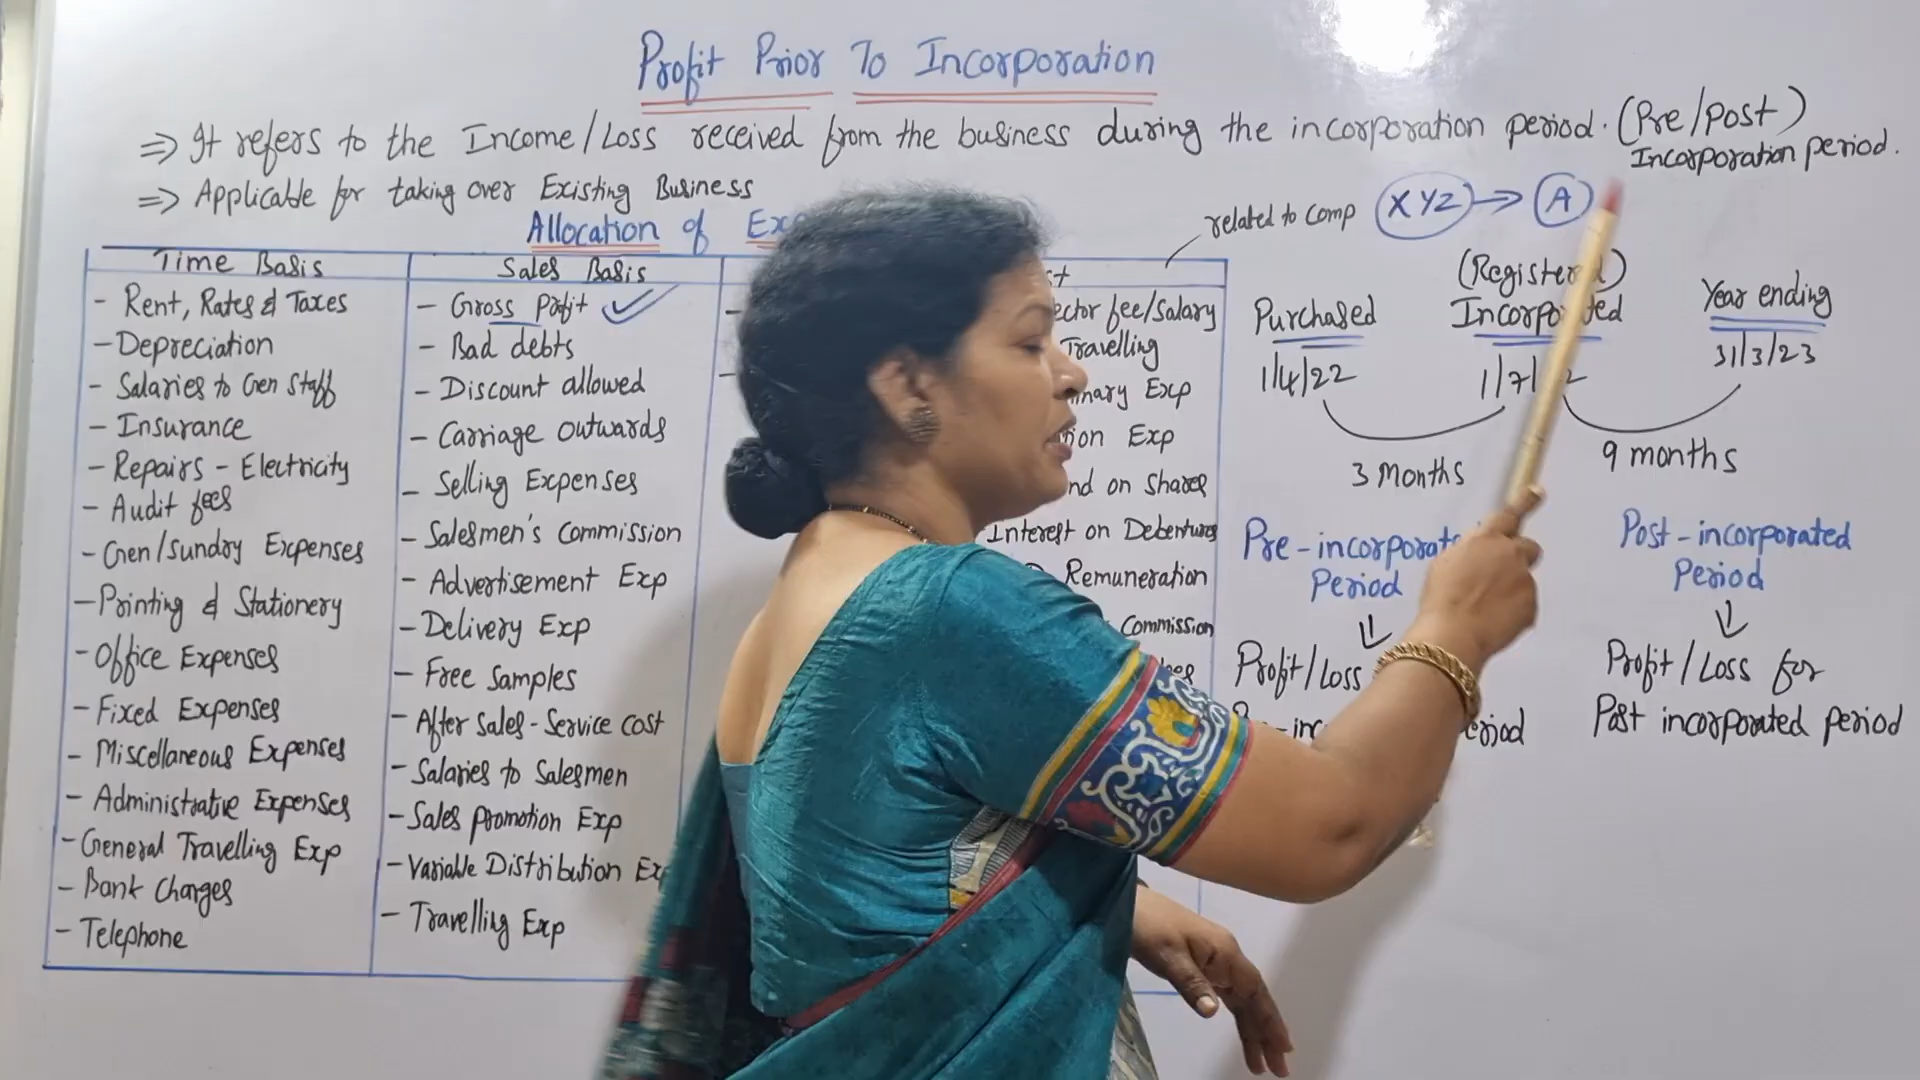 Profit Prior To Incorporation
⇒ It refers to the Income/Loss received from the business during the incorporation period. (Pre/Post)
Incorporation period.
⇒ Applicable for taking over Existing Business
related to Comp XYZ → A
Allocation of
Time Basis
- Rent, Rates & Taxes
- Depreciation
- Salaries to Gen Staff
- Insurance
- Repairs - Electricity
- Audit fees
- Gen/Sundry Expenses
- Printing & Stationery
- Office Expenses
- Fixed Expenses
- Miscellaneous Expenses
- Administrative Expenses
- General Travelling Exp
- Bank Charges
- Telephone
Sales Basis
- Gross Profit ✓
- Bad debts
- Discount allowed
- Carriage Outwards
- Selling Expenses
- Salesmen's Commission
- Advertisement Exp
- Delivery Exp
- Free Samples
- After Sales - Service cost
- Salaries to Salesmen
- Sales promotion Exp
- Variable Distribution
- Travelling Exp
fee/Salary
Travelling
Exp
Exp
on Shares
Interest on Debentures
Remuneration
Commission
Purchased
1/4/22
(Registered)
Incorporated
1/7/
Year ending
31/3/23
3 Months
9 months
Pre-incorporated
Period
↓
Profit/Loss
Post-incorporated
Period
↓
Profit/Loss for
Post incorporated period